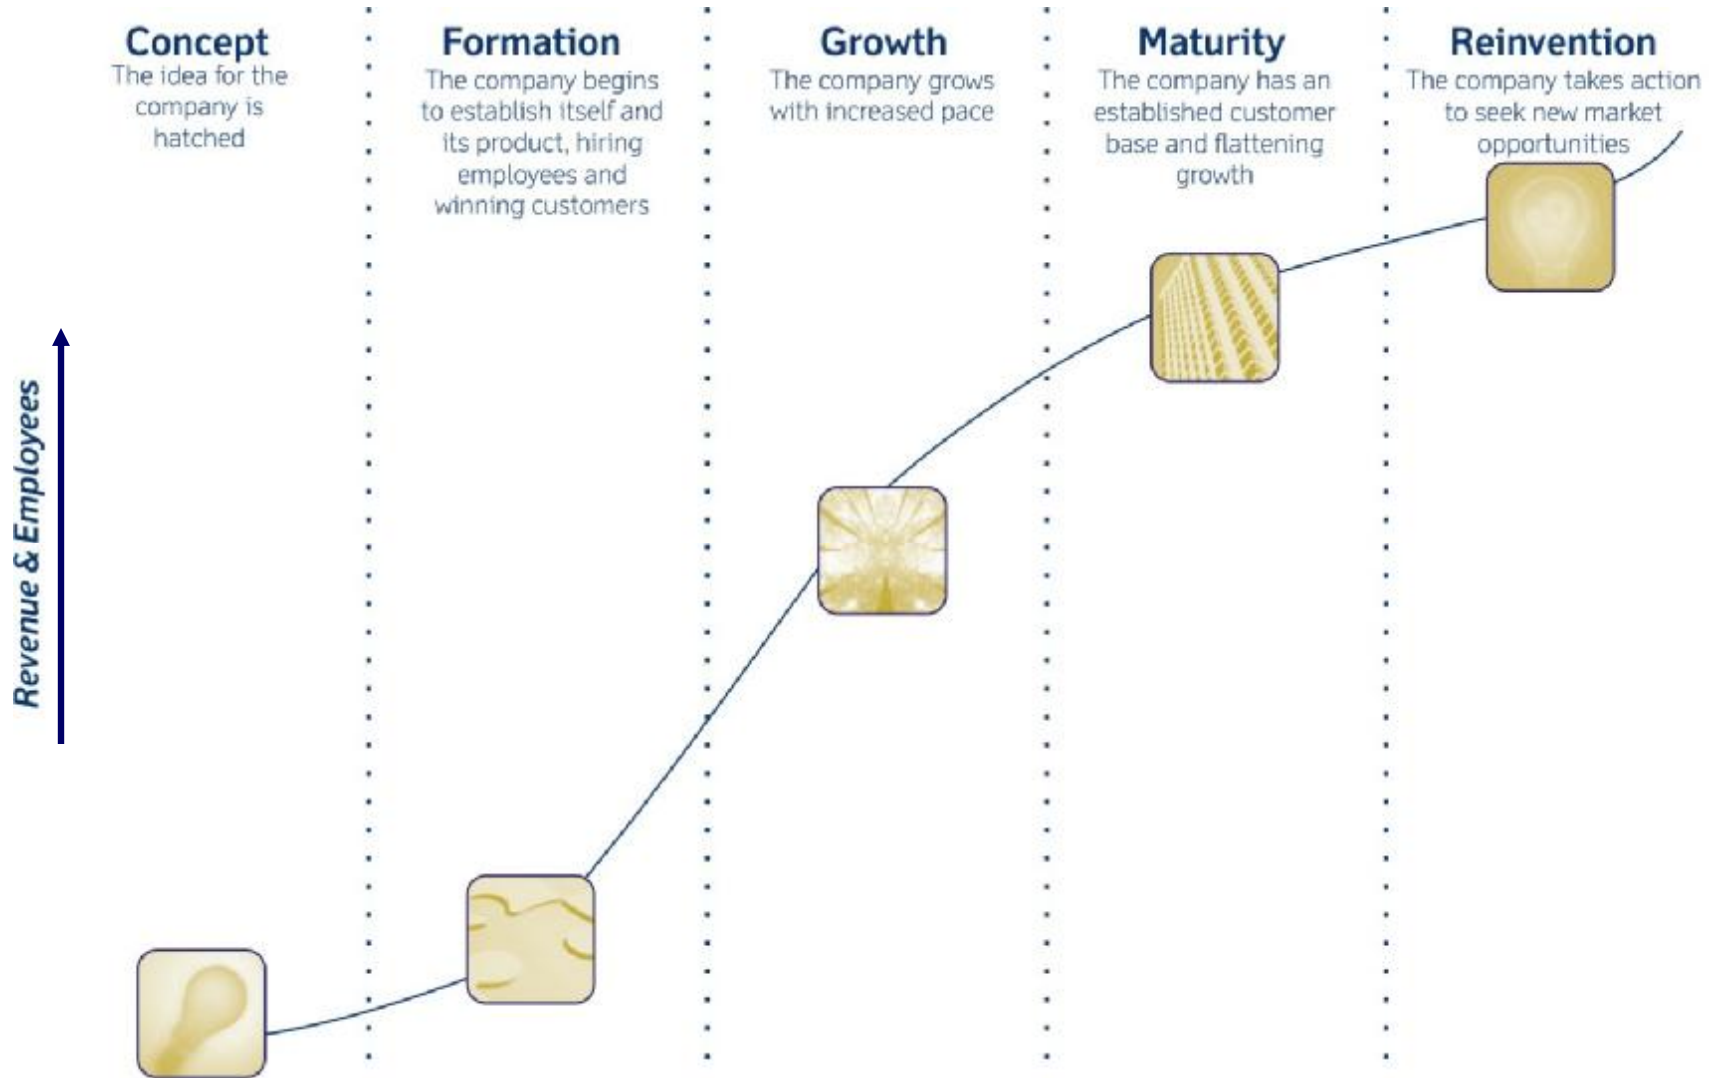 Concept
The idea for the
company is
hatched
Formation
The company begins
to establish itself and
its product, hiring
employees and
winning customers
Growth
The company grows
with increased pace
Maturity
The company has an
established customer
base and flattening
growth
Reinvention
The company takes action
to seek new market
opportunities
Revenue & Employees